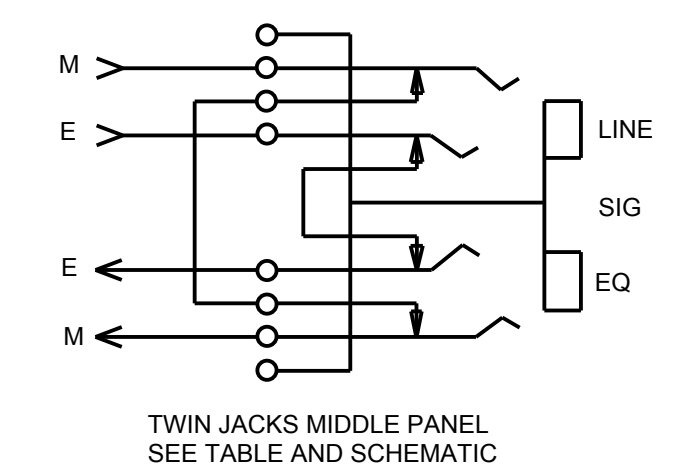 M
E
LINE
SIG
E
EQ
M
TWIN JACKS MIDDLE PANEL
SEE TABLE AND SCHEMATIC